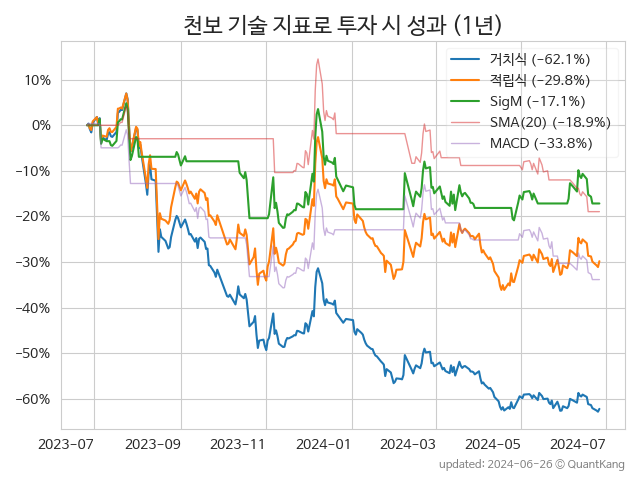 천보 기술 지표로 투자 시 성과 (1년)
거치식 (−62.1%)
적립식 (−29.8%)
SigM (−17.1%)
SMA(20) (−18.9%)
MACD (−33.8%)
10%
0%
−10%
−20%
−30%
−40%
−50%
−60%
2023-07 2023-09 2023-11 2024-01 2024-03 2024-05 2024-07
updated: 2024-06-26 © QuantKang